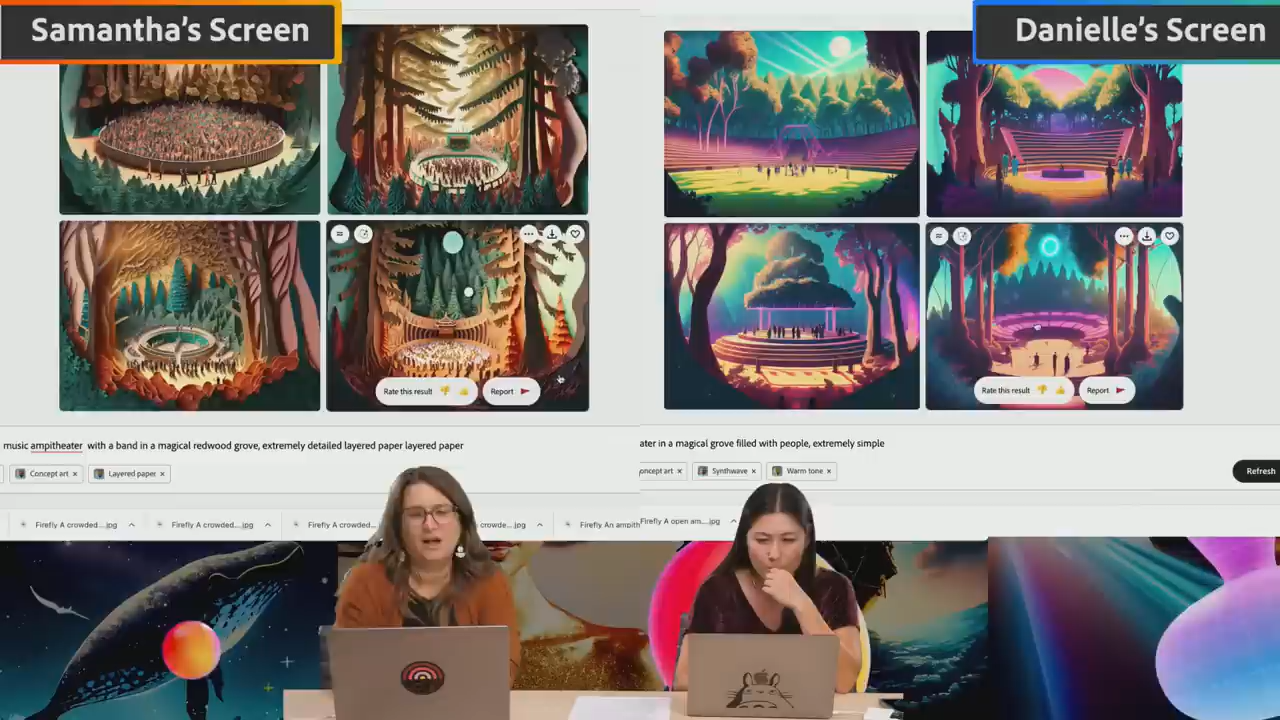 Samantha's Screen
Danielle's Screen
Rate this result
Report
Rate this result
Report
music ampitheater with a band in a magical redwood grove, extremely detailed layered paper layered paper
Concept art ×
Layered paper ×
ater in a magical grove filled with people, extremely simple
oncept art ×
Synthwave ×
Warm tone ×
Refresh
Firefly A crowded....jpg
Firefly A crowded....jpg
Firefly A crowded...
crowde...jpg
Firefly An ampith
Firefly A open am....jpg